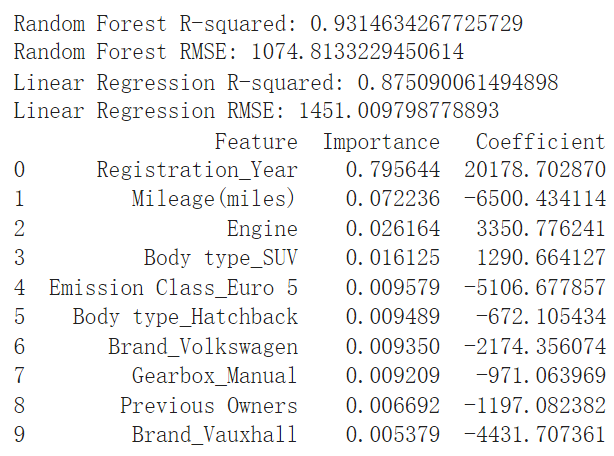 Random Forest R-squared: 0.9314634267725729
Random Forest RMSE: 1074.8133229450614
Linear Regression R-squared: 0.875090061494898
Linear Regression RMSE: 1451.009798778893
Feature Importance Coefficient
0 Registration_Year 0.795644 20178.702870
1 Mileage(miles) 0.072236 -6500.434114
2 Engine 0.026164 3350.776241
3 Body type_SUV 0.016125 1290.664127
4 Emission Class_Euro 5 0.009579 -5106.677857
5 Body type_Hatchback 0.009489 -672.105434
6 Brand_Volkswagen 0.009350 -2174.356074
7 Gearbox_Manual 0.009209 -971.063969
8 Previous Owners 0.006692 -1197.082382
9 Brand_Vauxhall 0.005379 -4431.707361